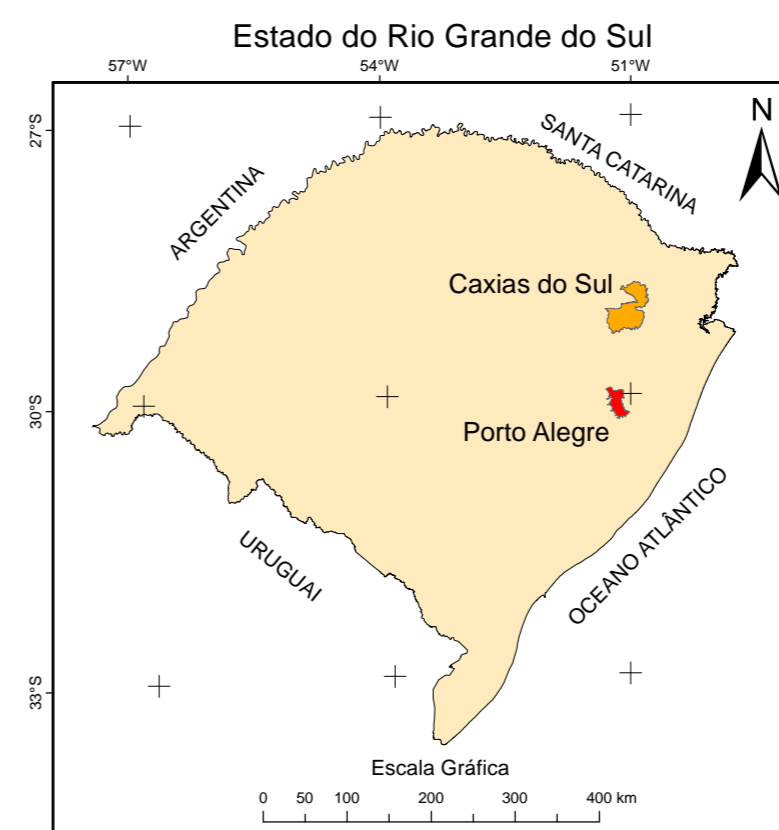 Estado do Rio Grande do Sul
57°W 54°W 51°W
N
27°S
SANTA CATARINA
ARGENTINA
Caxias do Sul
30°S
Porto Alegre
OCEANO ATLÂNTICO
URUGUAI
33°S
Escala Gráfica
0 50 100 200 300 400 km